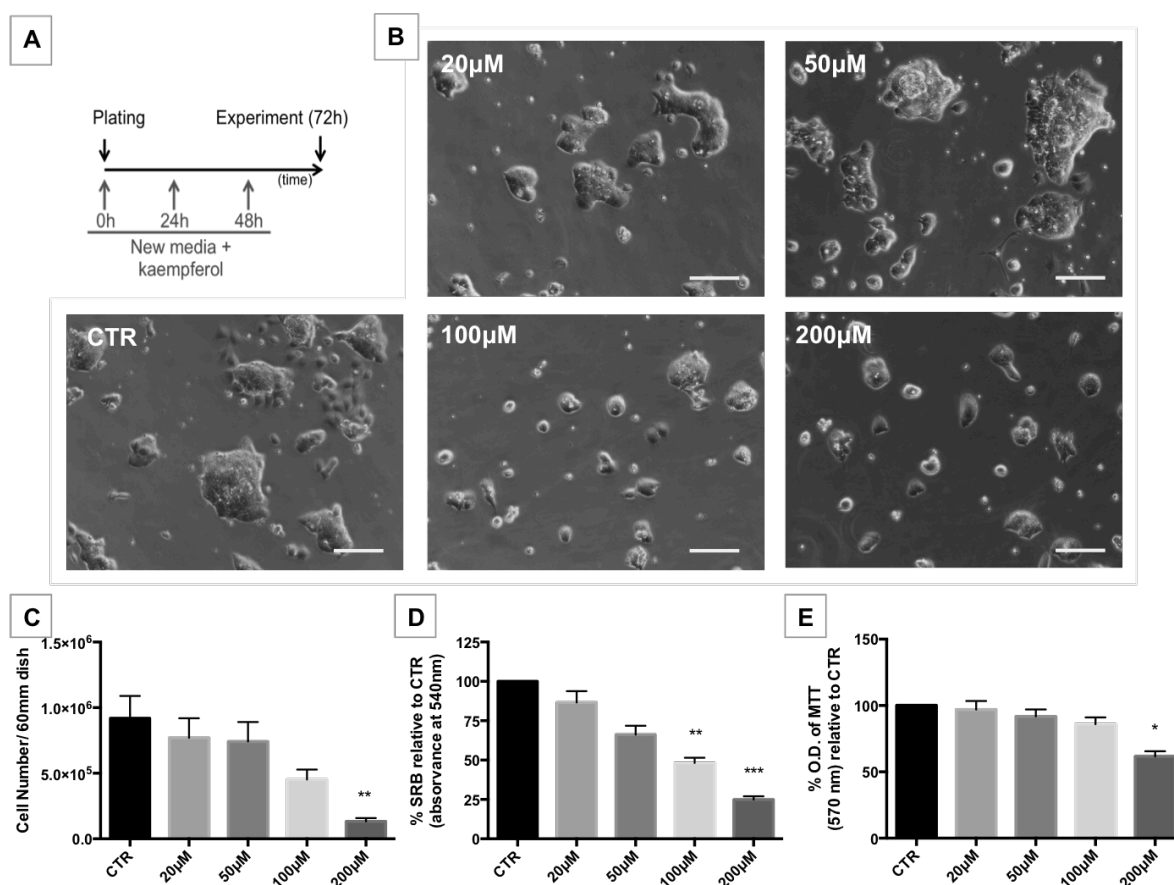 A
Plating
Experiment (72h)
(time)
0h
24h
48h
New media +
kaempferol
B
20µM
50µM
CTR
100µM
200µM
C
Cell Number/ 60mm dish
1.5×10⁶
1.0×10⁶
5.0×10⁵
0.0
**
CTR
20µM
50µM
100µM
200µM
D
% SRB relative to CTR
(absorvance at 540nm)
125
100
75
50
25
0
**
***
CTR
20µM
50µM
100µM
200µM
E
% O.D. of MTT
(570 nm) relative to CTR
150
100
50
0
*
CTR
20µM
50µM
100µM
200µM